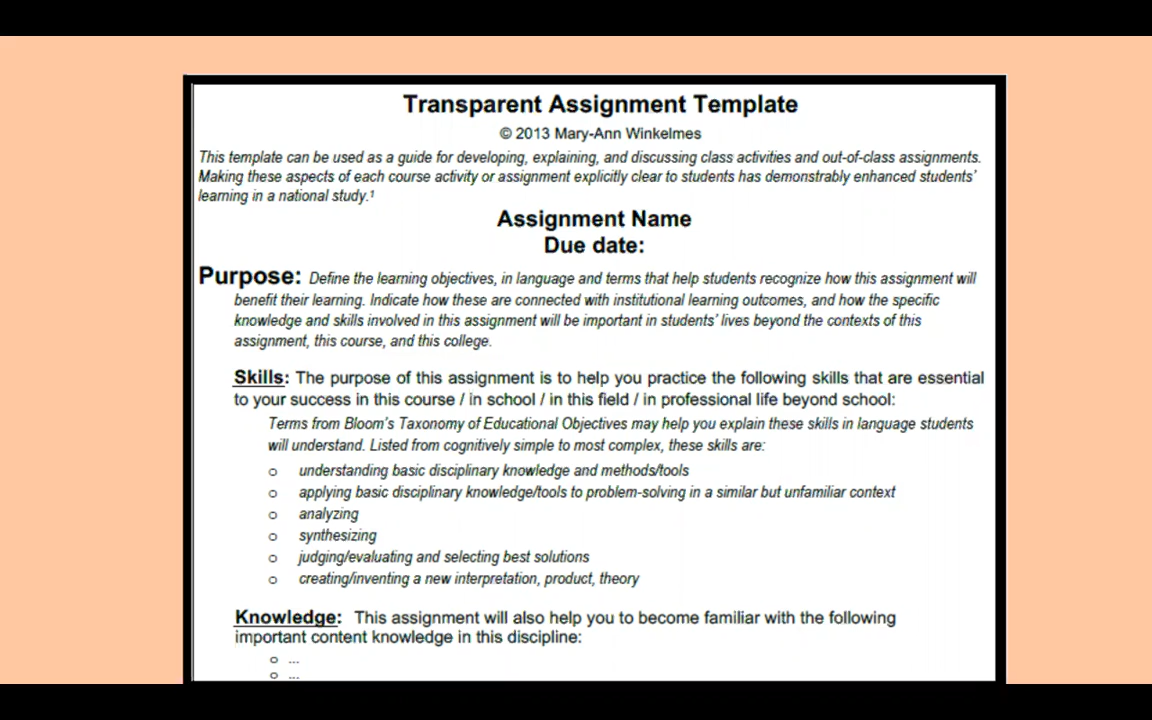 Transparent Assignment Template
© 2013 Mary-Ann Winkelmes
This template can be used as a guide for developing, explaining, and discussing class activities and out-of-class assignments.
Making these aspects of each course activity or assignment explicitly clear to students has demonstrably enhanced students'
learning in a national study.¹
Assignment Name
Due date:
Purpose: Define the learning objectives, in language and terms that help students recognize how this assignment will
benefit their learning. Indicate how these are connected with institutional learning outcomes, and how the specific
knowledge and skills involved in this assignment will be important in students' lives beyond the contexts of this
assignment, this course, and this college.
Skills: The purpose of this assignment is to help you practice the following skills that are essential
to your success in this course / in school / in this field / in professional life beyond school:
Terms from Bloom's Taxonomy of Educational Objectives may help you explain these skills in language students
will understand. Listed from cognitively simple to most complex, these skills are:
o understanding basic disciplinary knowledge and methods/tools
o applying basic disciplinary knowledge/tools to problem-solving in a similar but unfamiliar context
o analyzing
o synthesizing
o judging/evaluating and selecting best solutions
o creating/inventing a new interpretation, product, theory
Knowledge: This assignment will also help you to become familiar with the following
important content knowledge in this discipline:
o ...
o ...